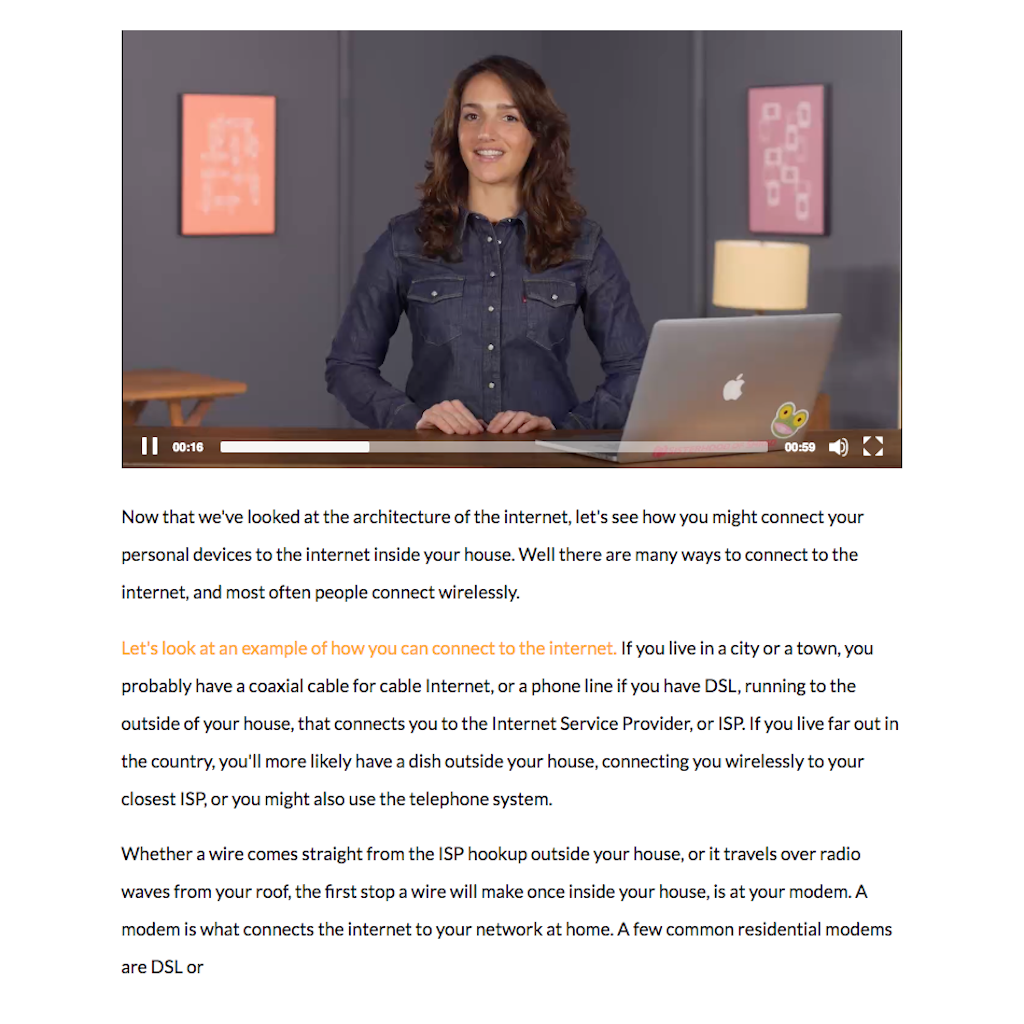 00:16
00:59
Now that we've looked at the architecture of the internet, let's see how you might connect your
personal devices to the internet inside your house. Well there are many ways to connect to the
internet, and most often people connect wirelessly.
Let's look at an example of how you can connect to the internet. If you live in a city or a town, you
probably have a coaxial cable for cable Internet, or a phone line if you have DSL, running to the
outside of your house, that connects you to the Internet Service Provider, or ISP. If you live far out in
the country, you'll more likely have a dish outside your house, connecting you wirelessly to your
closest ISP, or you might also use the telephone system.
Whether a wire comes straight from the ISP hookup outside your house, or it travels over radio
waves from your roof, the first stop a wire will make once inside your house, is at your modem. A
modem is what connects the internet to your network at home. A few common residential modems
are DSL or